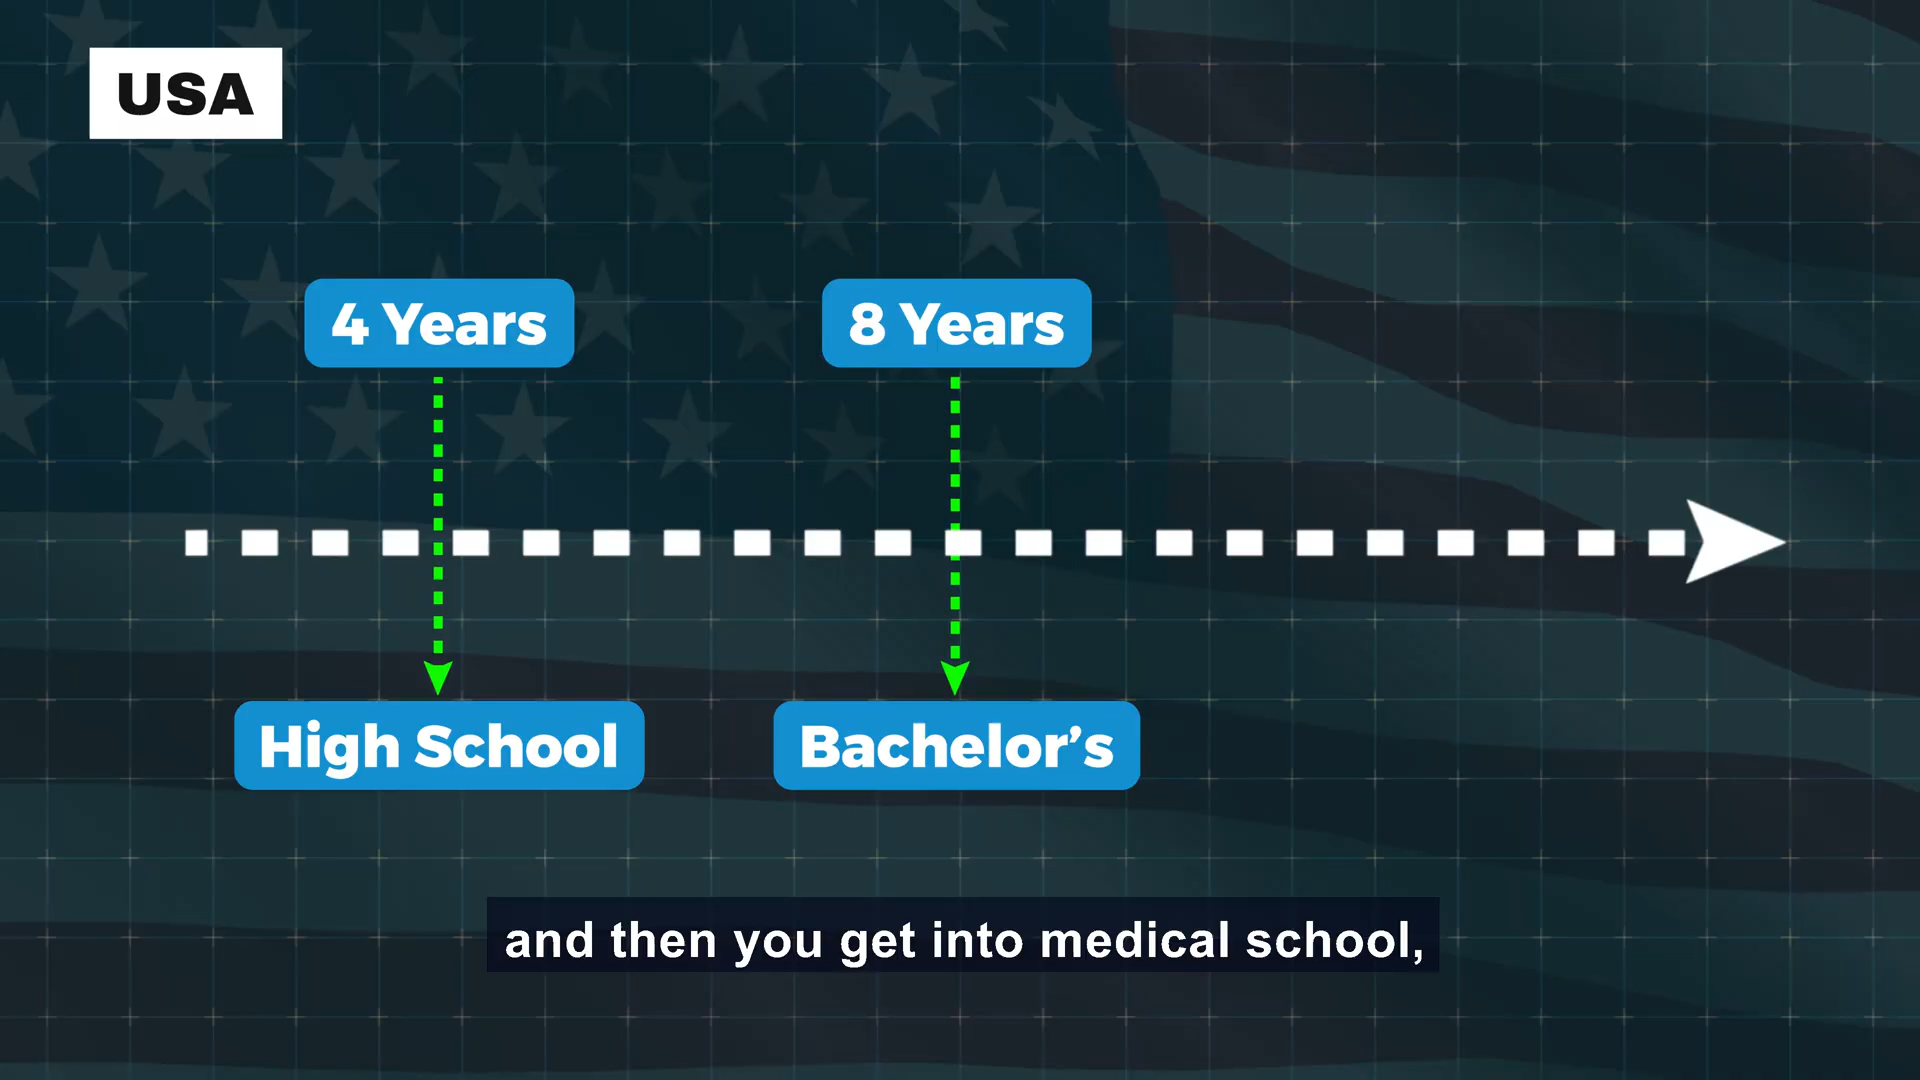 USA
4 Years
8 Years
High School
Bachelor’s
and then you get into medical school,